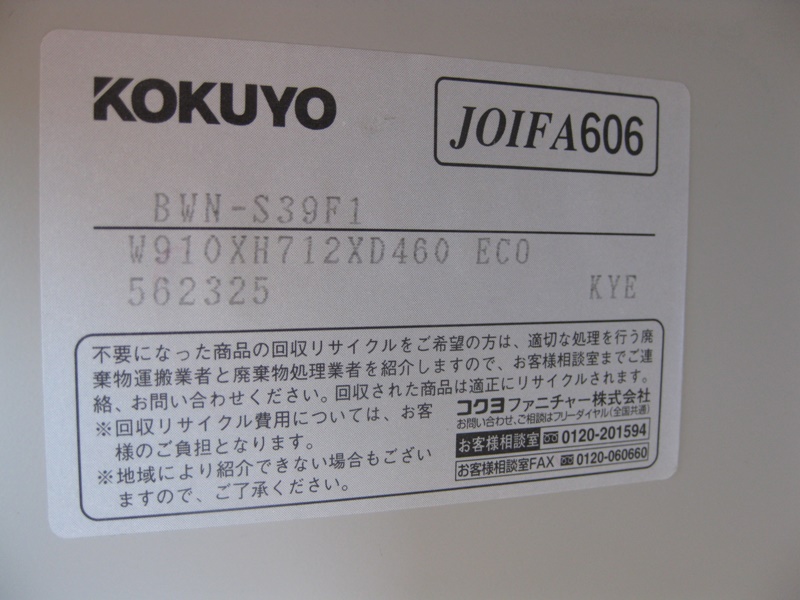 KOKUYO
JOIFA606
BWN-S39F1
W910XH712XD460 ECO
562325
KYE
不要になった商品の回収リサイクルをご希望の方は、適切な処理を行う廃
棄物運搬業者と廃棄物処理業者を紹介しますので、お客様相談室までご連
絡、お問い合わせください。回収された商品は適正にリサイクルされます。
※回収リサイクル費用については、お客
様のご負担となります。
※地域により紹介できない場合もござい
ますので、ご了承ください。
コクヨファニチャー株式会社
お問い合わせ、ご相談はフリーダイヤル(全国共通)
お客様相談室 0120-201594
お客様相談室FAX 0120-060660